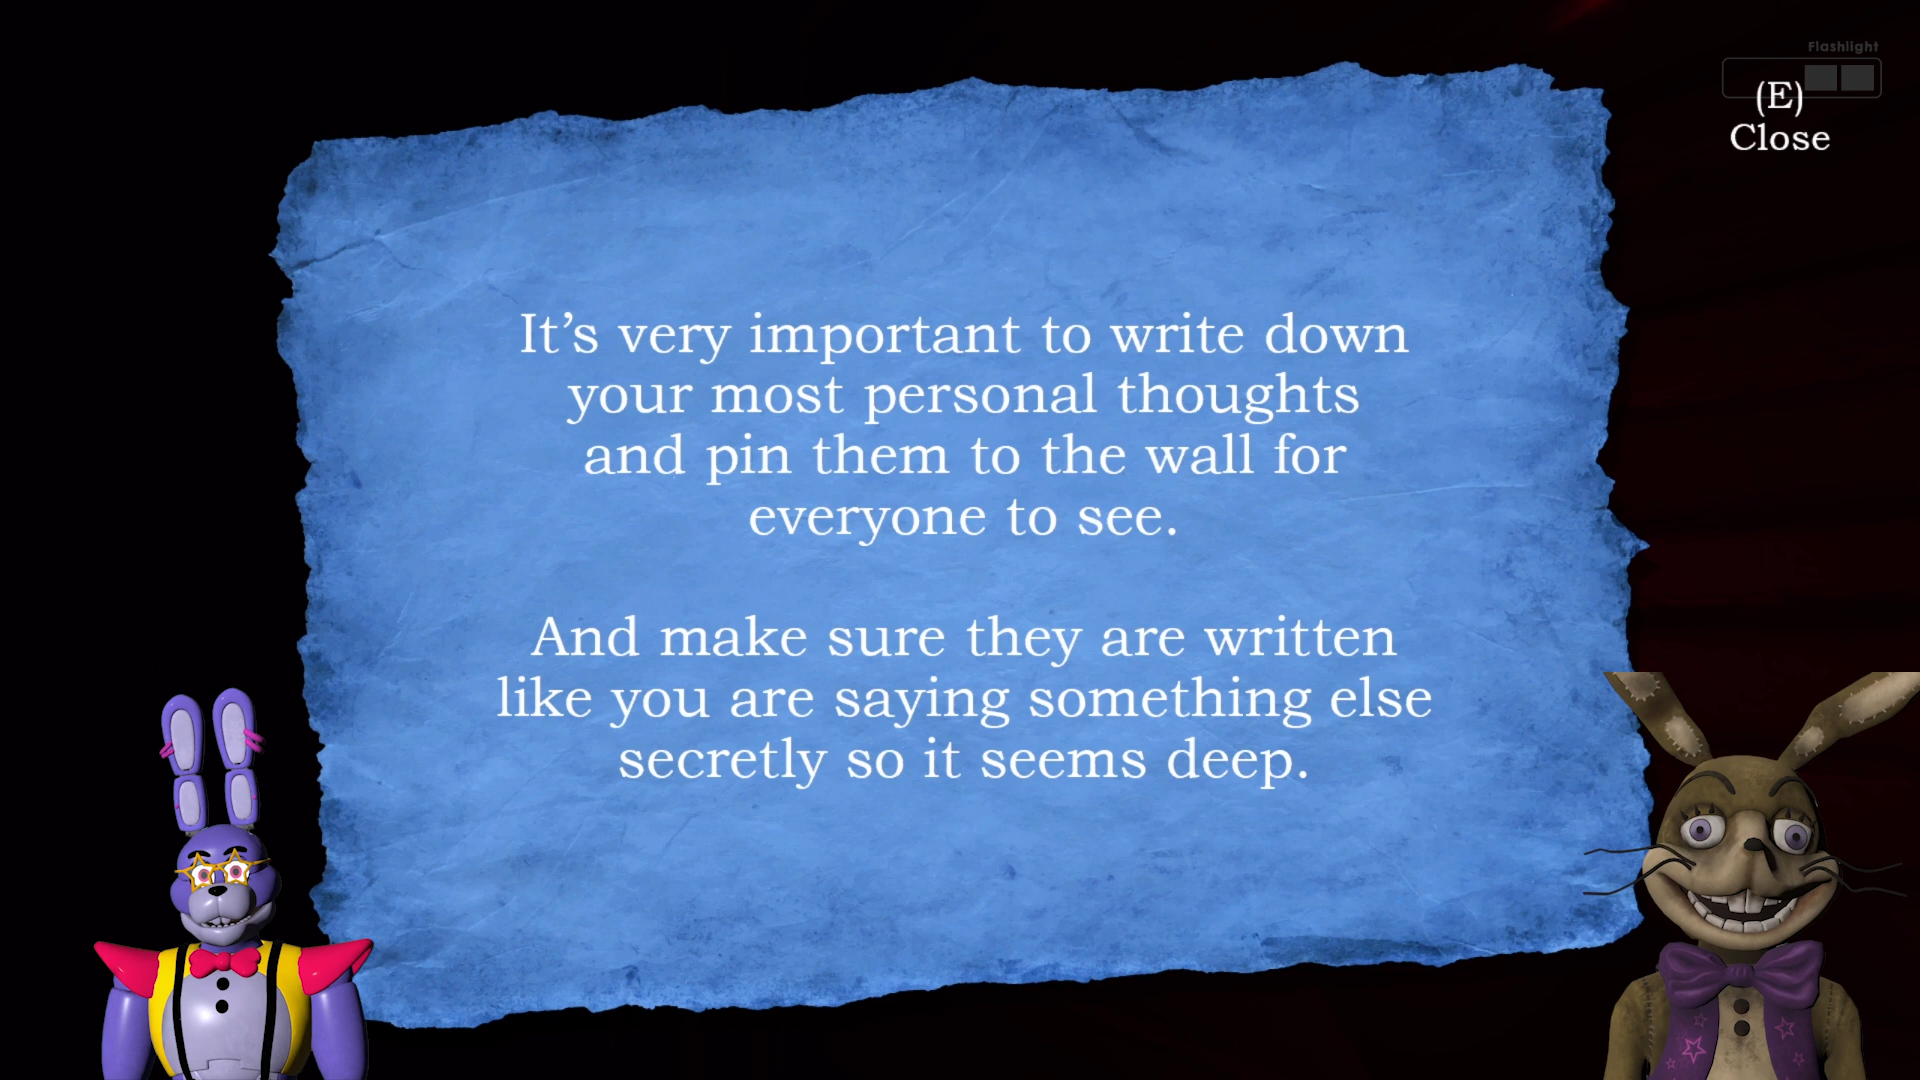 Flashlight
(E)
Close
It’s very important to write down
your most personal thoughts
and pin them to the wall for
everyone to see.
And make sure they are written
like you are saying something else
secretly so it seems deep.